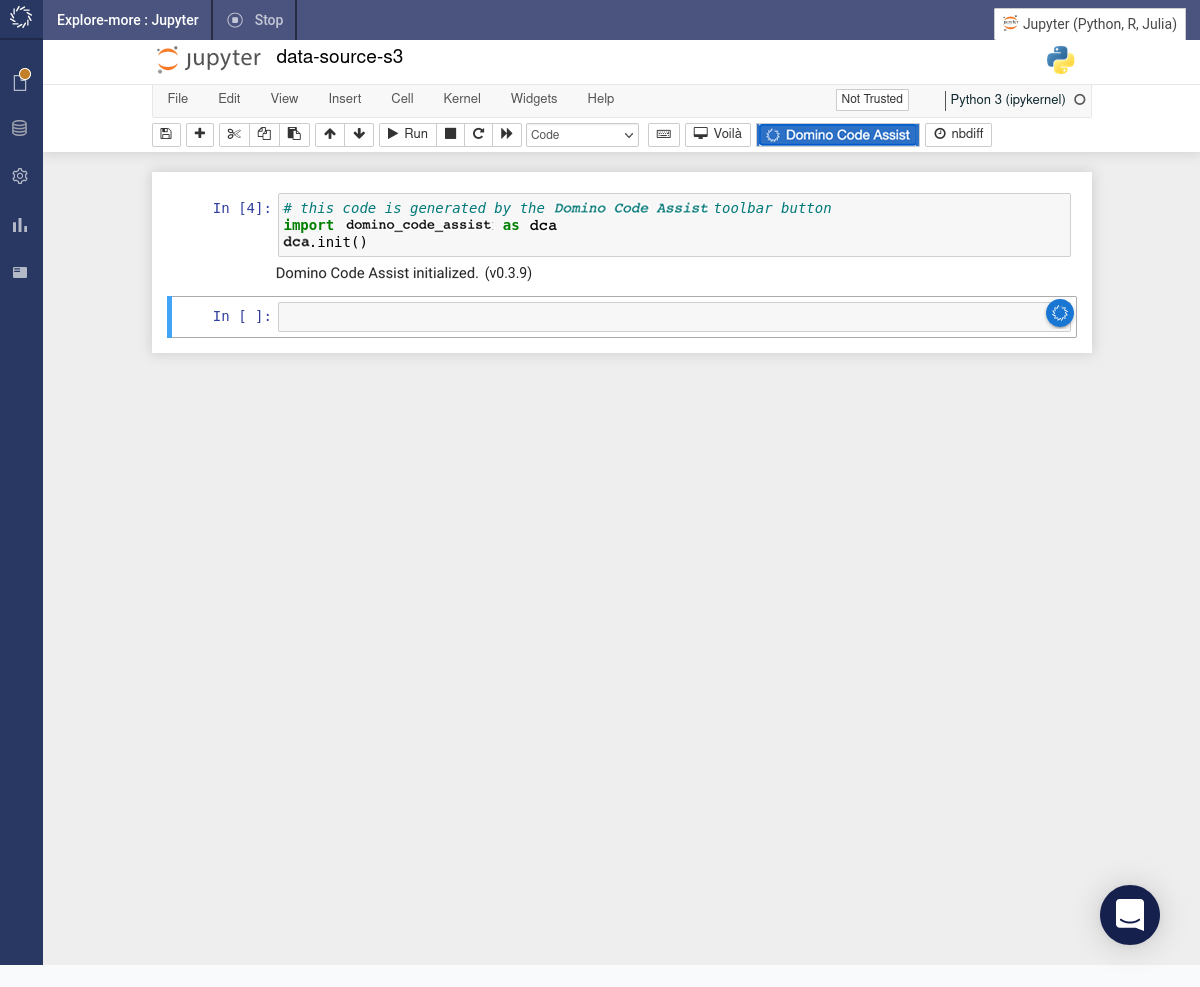 Explore-more : Jupyter
Stop
Jupyter (Python, R, Julia)
jupyter data-source-s3
File Edit View Insert Cell Kernel Widgets Help
Not Trusted
Python 3 (ipykernel)
Run
Code
Voilà
Domino Code Assist
nbdiff
In [4]:
# this code is generated by the Domino Code Assist toolbar button
import domino_code_assist as dca
dca.init()
Domino Code Assist initialized. (v0.3.9)
In [ ]: